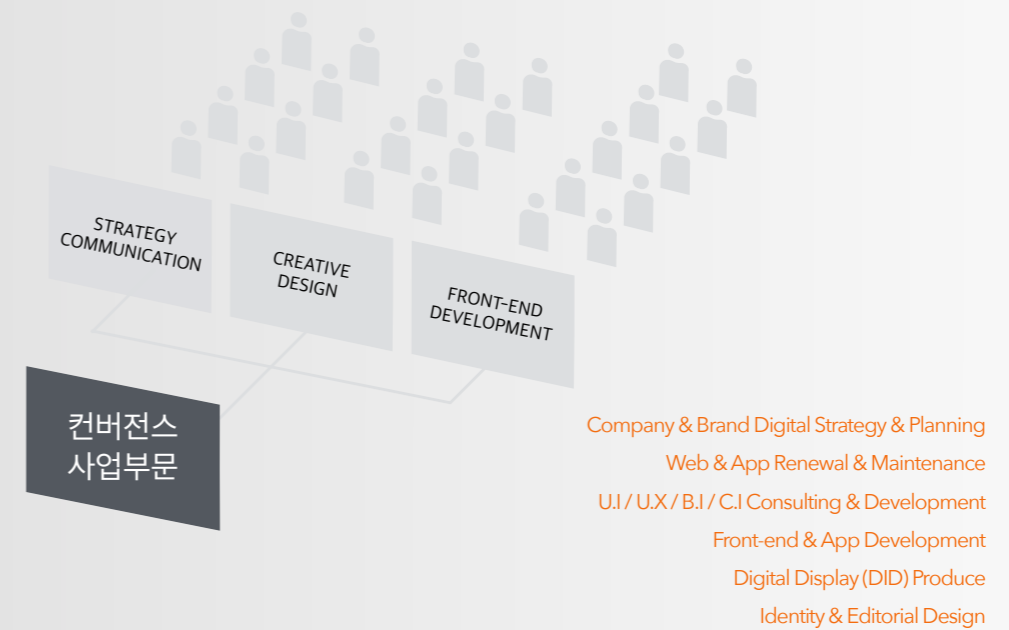 STRATEGY
COMMUNICATION
CREATIVE
DESIGN
FRONT-END
DEVELOPMENT
컨버전스
사업부문
Company & Brand Digital Strategy & Planning
Web & App Renewal & Maintenance
U.I / U.X / B.I / C.I Consulting & Development
Front-end & App Development
Digital Display (DID) Produce
Identity & Editorial Design